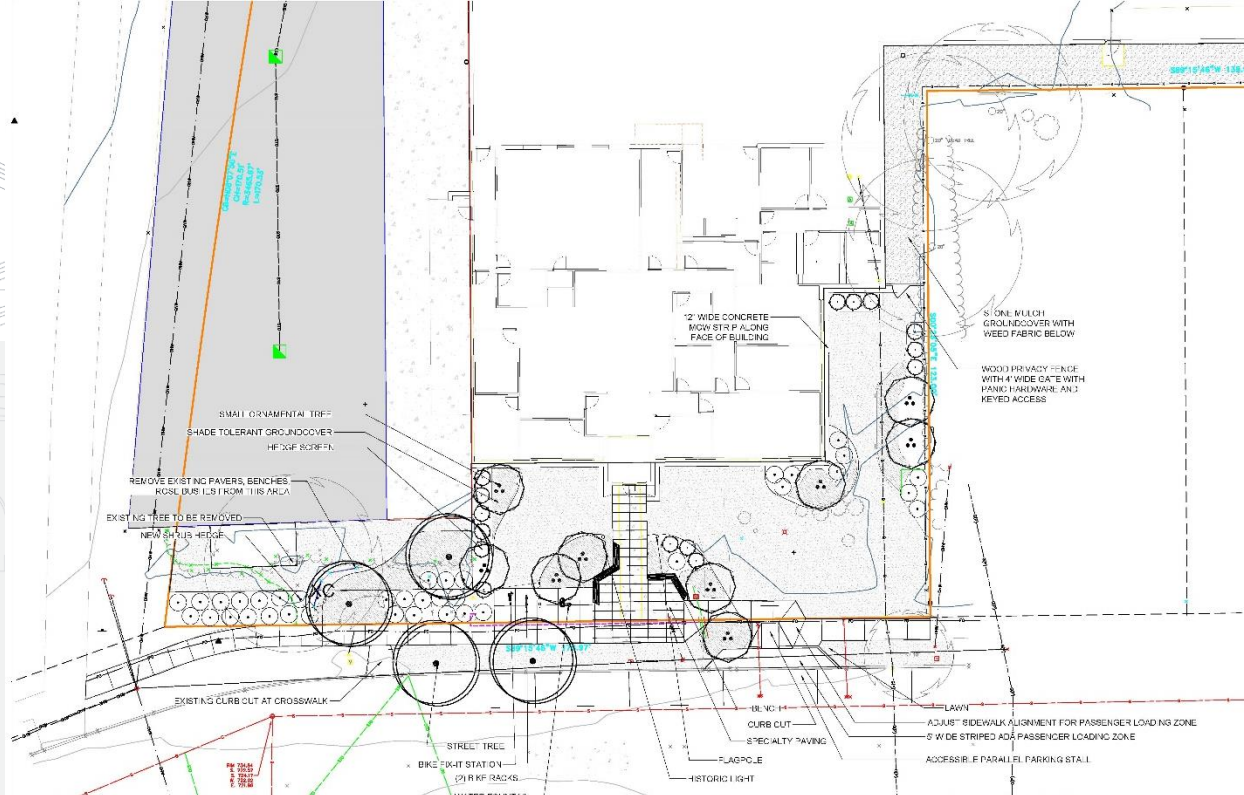 12" WIDE CONCRETE
MOW STRIP ALONG
FACE OF BUILDING
STONE MULCH
GROUNDCOVER WITH
WEED FABRIC BELOW
WOOD PRIVACY FENCE
WITH 4' WIDE GATE WITH
PANIC HARDWARE AND
KEYED ACCESS
SMALL ORNAMENTAL TREE
SHADE TOLERANT GROUNDCOVER
HEDGE SCREEN
REMOVE EXISTING PAVERS, BENCHES
ROSE BUSHES FROM THIS AREA
EXISTING TREE TO BE REMOVED
NEW SHRUB HEDGE
EXISTING CURB CUT AT CROSSWALK
BENCH
CURB CUT
SPECIALTY PAVING
FLAGPOLE
HISTORIC LIGHT
LAWN
ADJUST SIDEWALK ALIGNMENT FOR PASSENGER LOADING ZONE
5' WIDE STRIPED ADA PASSENGER LOADING ZONE
ACCESSIBLE PARALLEL PARKING STALL
STREET TREE
BIKE FIX-IT STATION
(2) BIKE RACKS